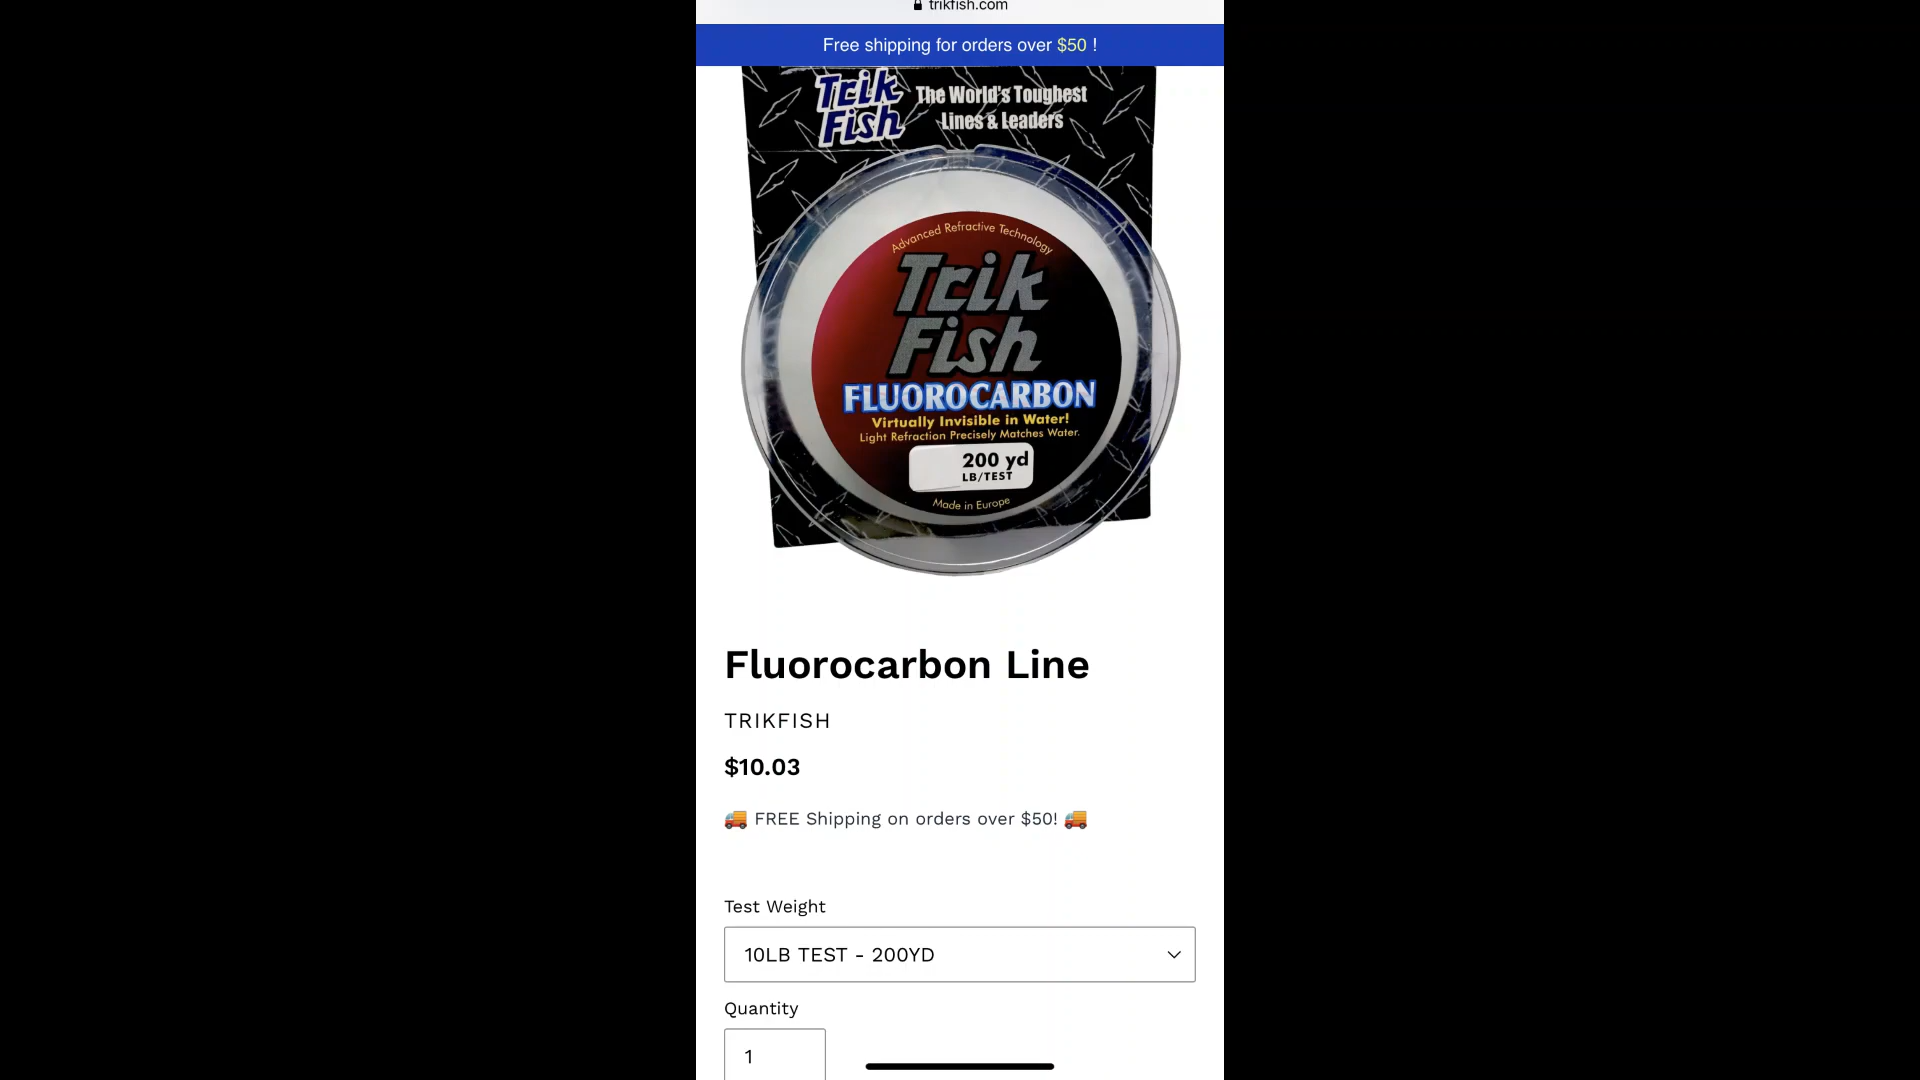 trikfish.com
Free shipping for orders over $50 !
Trik
Fish
The World's Toughest
Lines & Leaders
Advanced Refractive Technology
Trik
Fish
FLUOROCARBON
Virtually Invisible in Water!
Light Refraction Precisely Matches Water.
200 yd
LB/TEST
Made in Europe
Fluorocarbon Line
TRIKFISH
$10.03
🚚 FREE Shipping on orders over $50! 🚚
Test Weight
10LB TEST - 200YD
Quantity
1